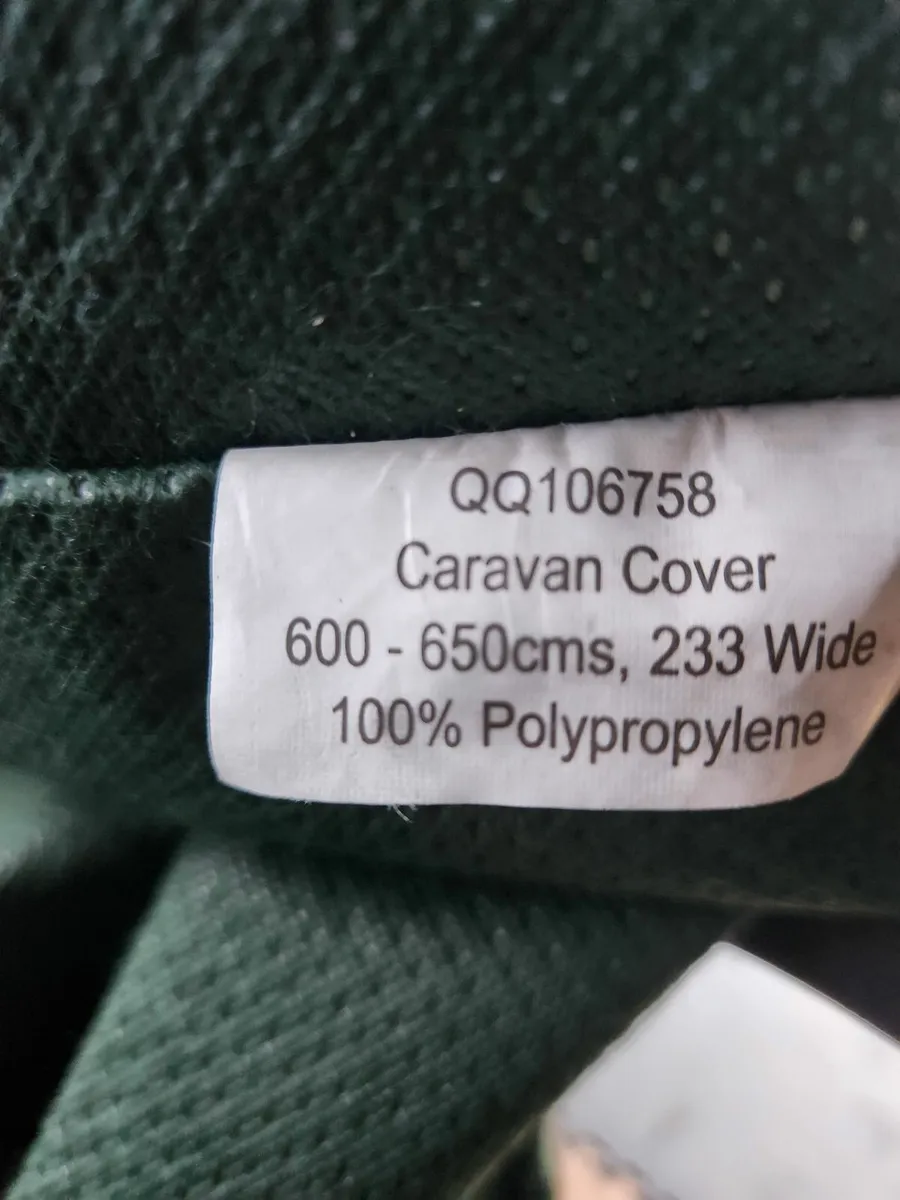 QQ106758
Caravan Cover
600 - 650cms, 233 Wide
100% Polypropylene